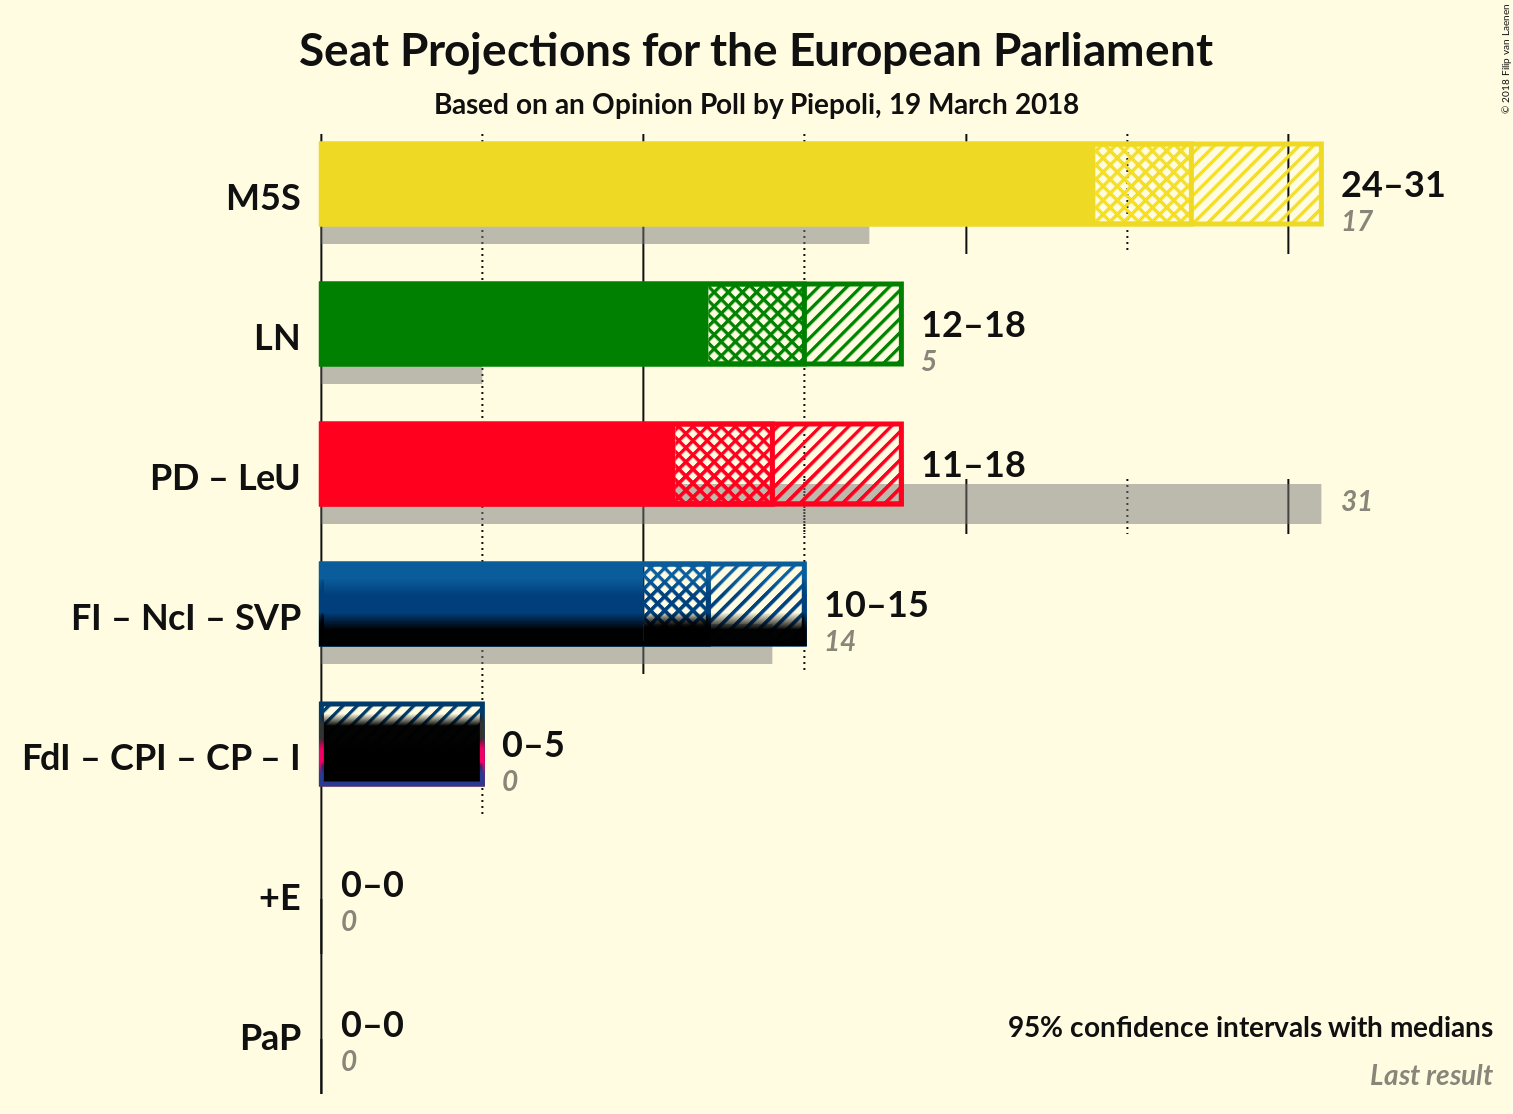 Seat Projections for the European Parliament
Based on an Opinion Poll by Piepoli, 19 March 2018
© 2018 Filip van Laenen
M5S
24–31
17
LN
12–18
5
PD – LeU
11–18
31
FI – NcI – SVP
10–15
14
FdI – CPI – CP – I
0–5
0
+E
0–0
0
PaP
0–0
0
95% confidence intervals with medians
Last result